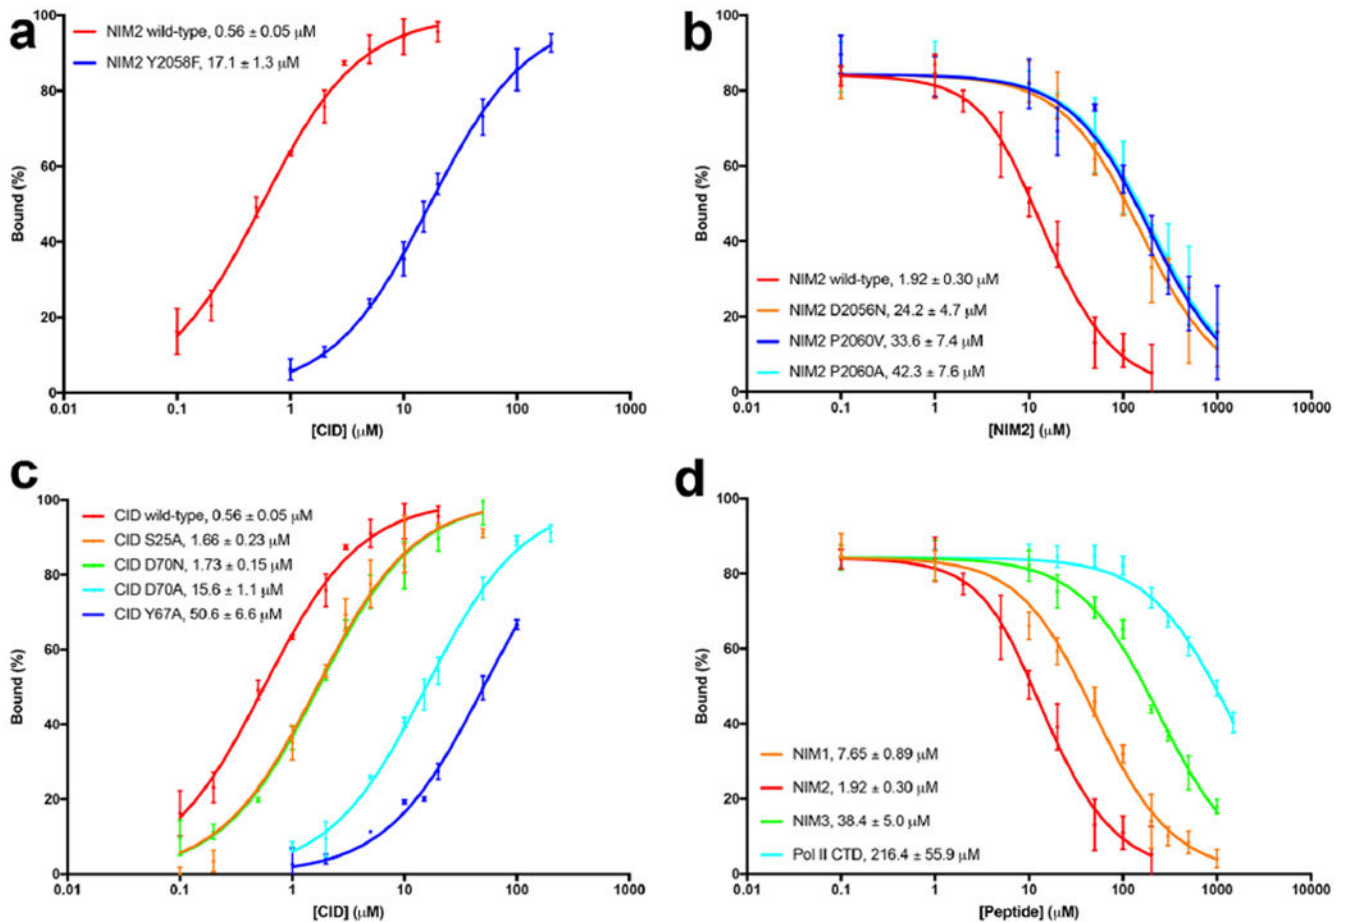 a
NIM2 wild-type, 0.56 ± 0.05 μM
NIM2 Y2058F, 17.1 ± 1.3 μM
Bound (%)
100
80
60
40
20
0
0.01 0.1 1 10 100 1000
[CID] (μM)
b
Bound (%)
100
80
60
40
20
0
NIM2 wild-type, 1.92 ± 0.30 μM
NIM2 D2056N, 24.2 ± 4.7 μM
NIM2 P2060V, 33.6 ± 7.4 μM
NIM2 P2060A, 42.3 ± 7.6 μM
0.01 0.1 1 10 100 1000 10000
[NIM2] (μM)
c
CID wild-type, 0.56 ± 0.05 μM
CID S25A, 1.66 ± 0.23 μM
CID D70N, 1.73 ± 0.15 μM
CID D70A, 15.6 ± 1.1 μM
CID Y67A, 50.6 ± 6.6 μM
Bound (%)
100
80
60
40
20
0
0.01 0.1 1 10 100 1000
[CID] (μM)
d
Bound (%)
100
80
60
40
20
0
NIM1, 7.65 ± 0.89 μM
NIM2, 1.92 ± 0.30 μM
NIM3, 38.4 ± 5.0 μM
Pol II CTD, 216.4 ± 55.9 μM
0.01 0.1 1 10 100 1000 10000
[Peptide] (μM)